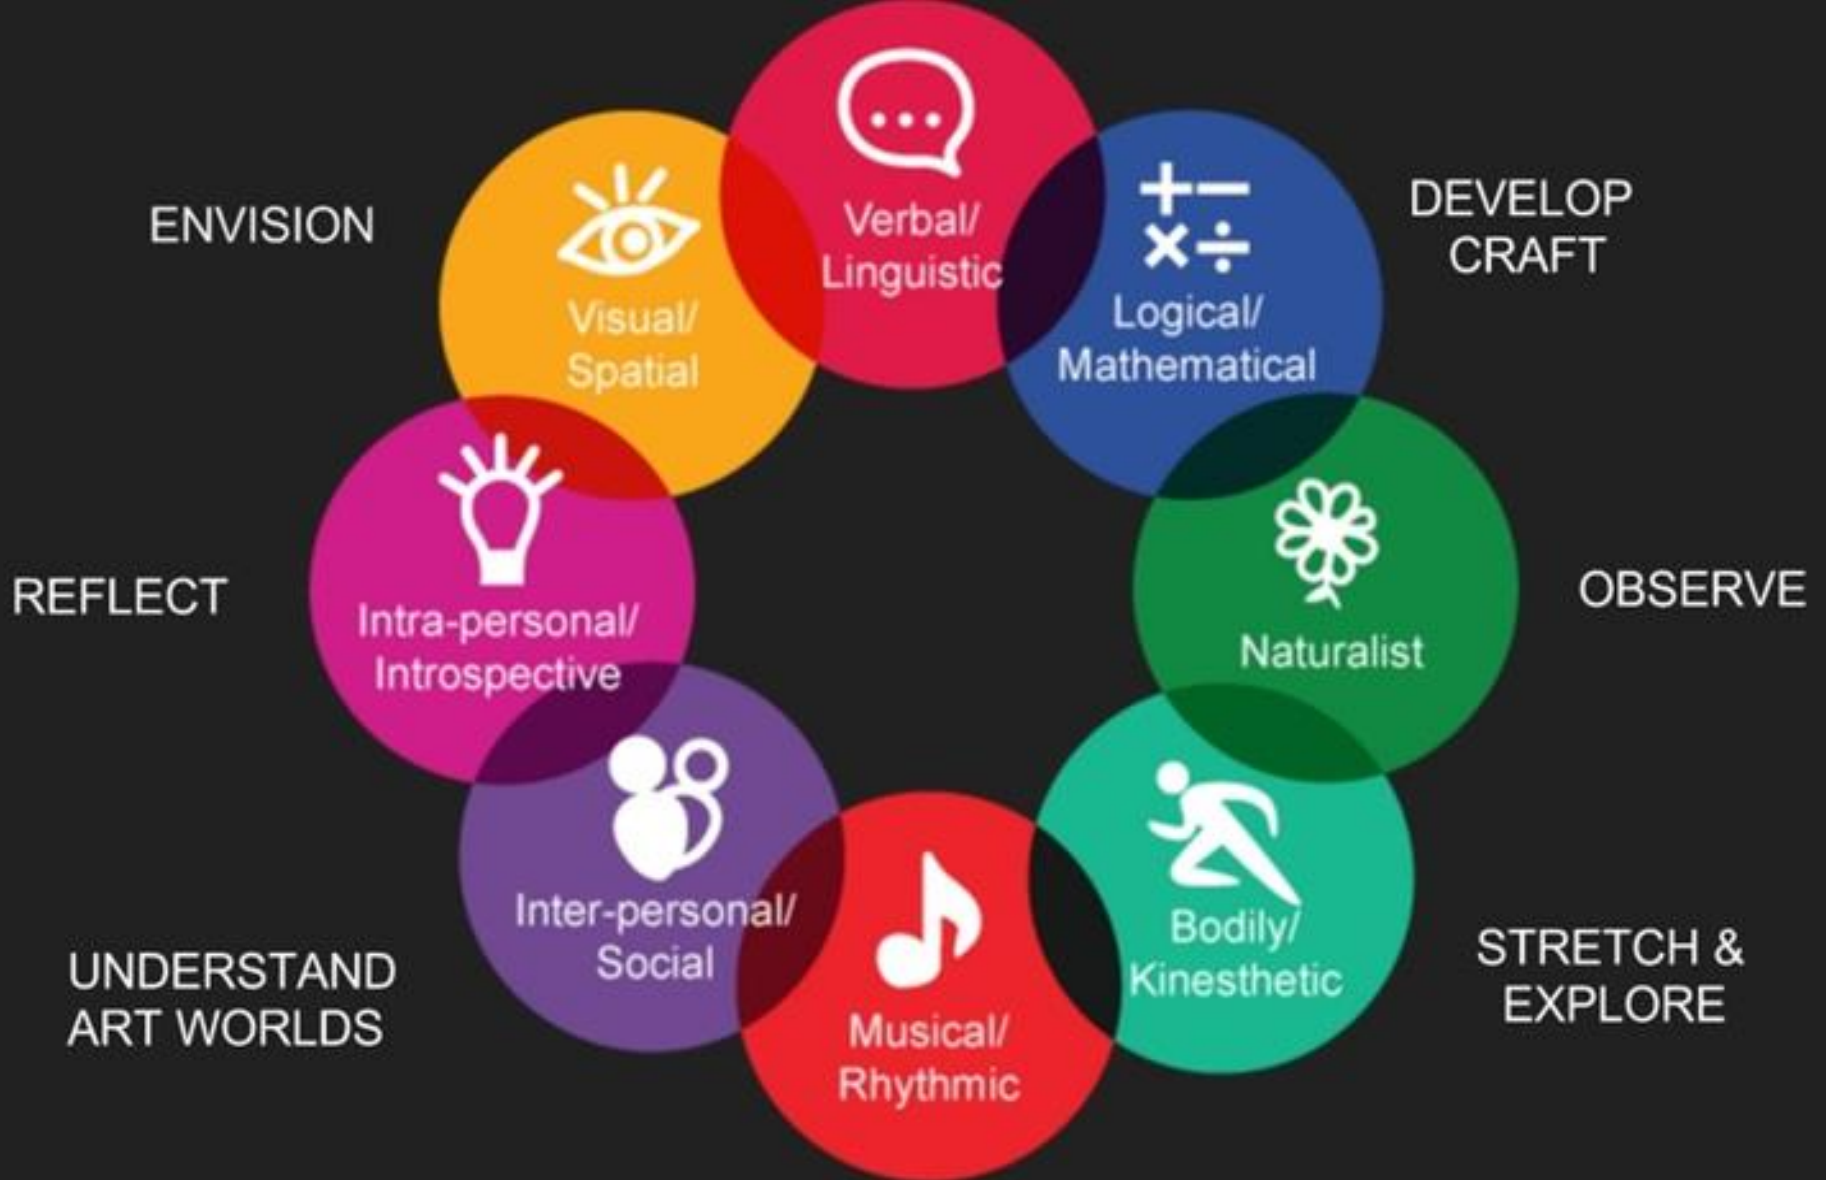 Verbal/
Linguistic
ENVISION
Visual/
Spatial
+−
×÷
Logical/
Mathematical
DEVELOP
CRAFT
REFLECT
Intra-personal/
Introspective
Naturalist
OBSERVE
UNDERSTAND
ART WORLDS
Inter-personal/
Social
Musical/
Rhythmic
Bodily/
Kinesthetic
STRETCH &
EXPLORE